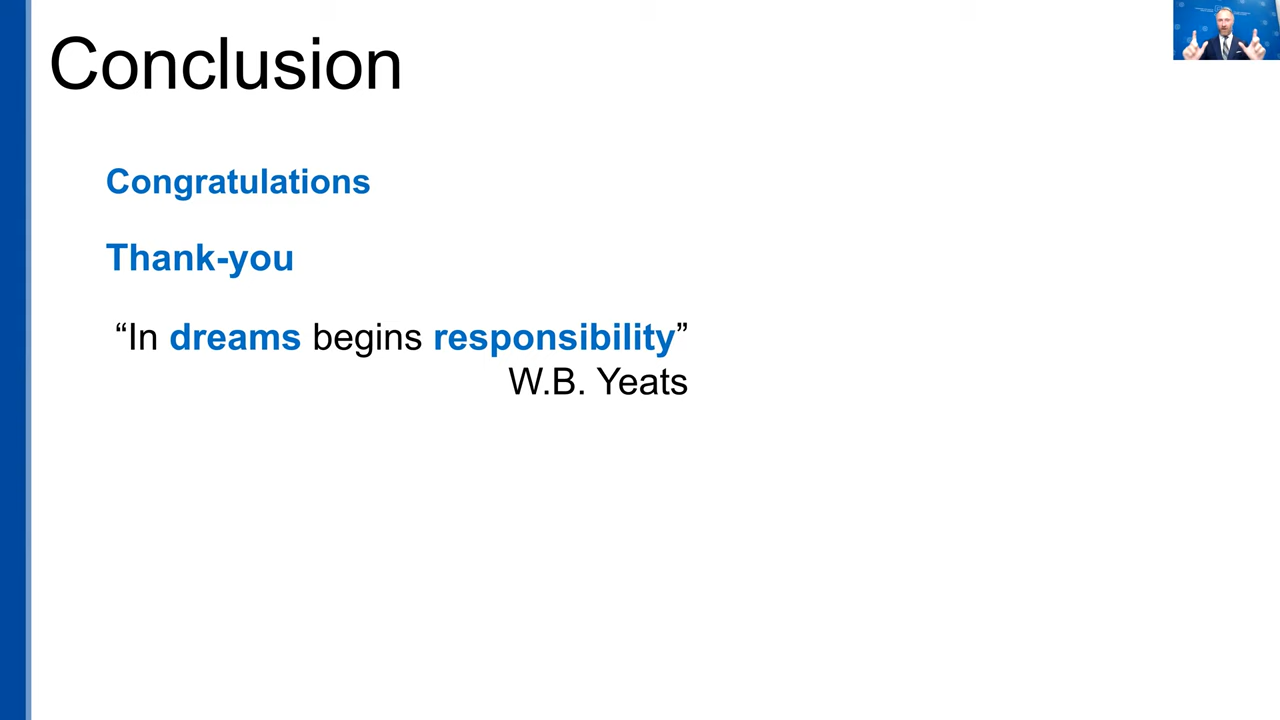 Conclusion
Congratulations
Thank-you
“In dreams begins responsibility”
W.B. Yeats